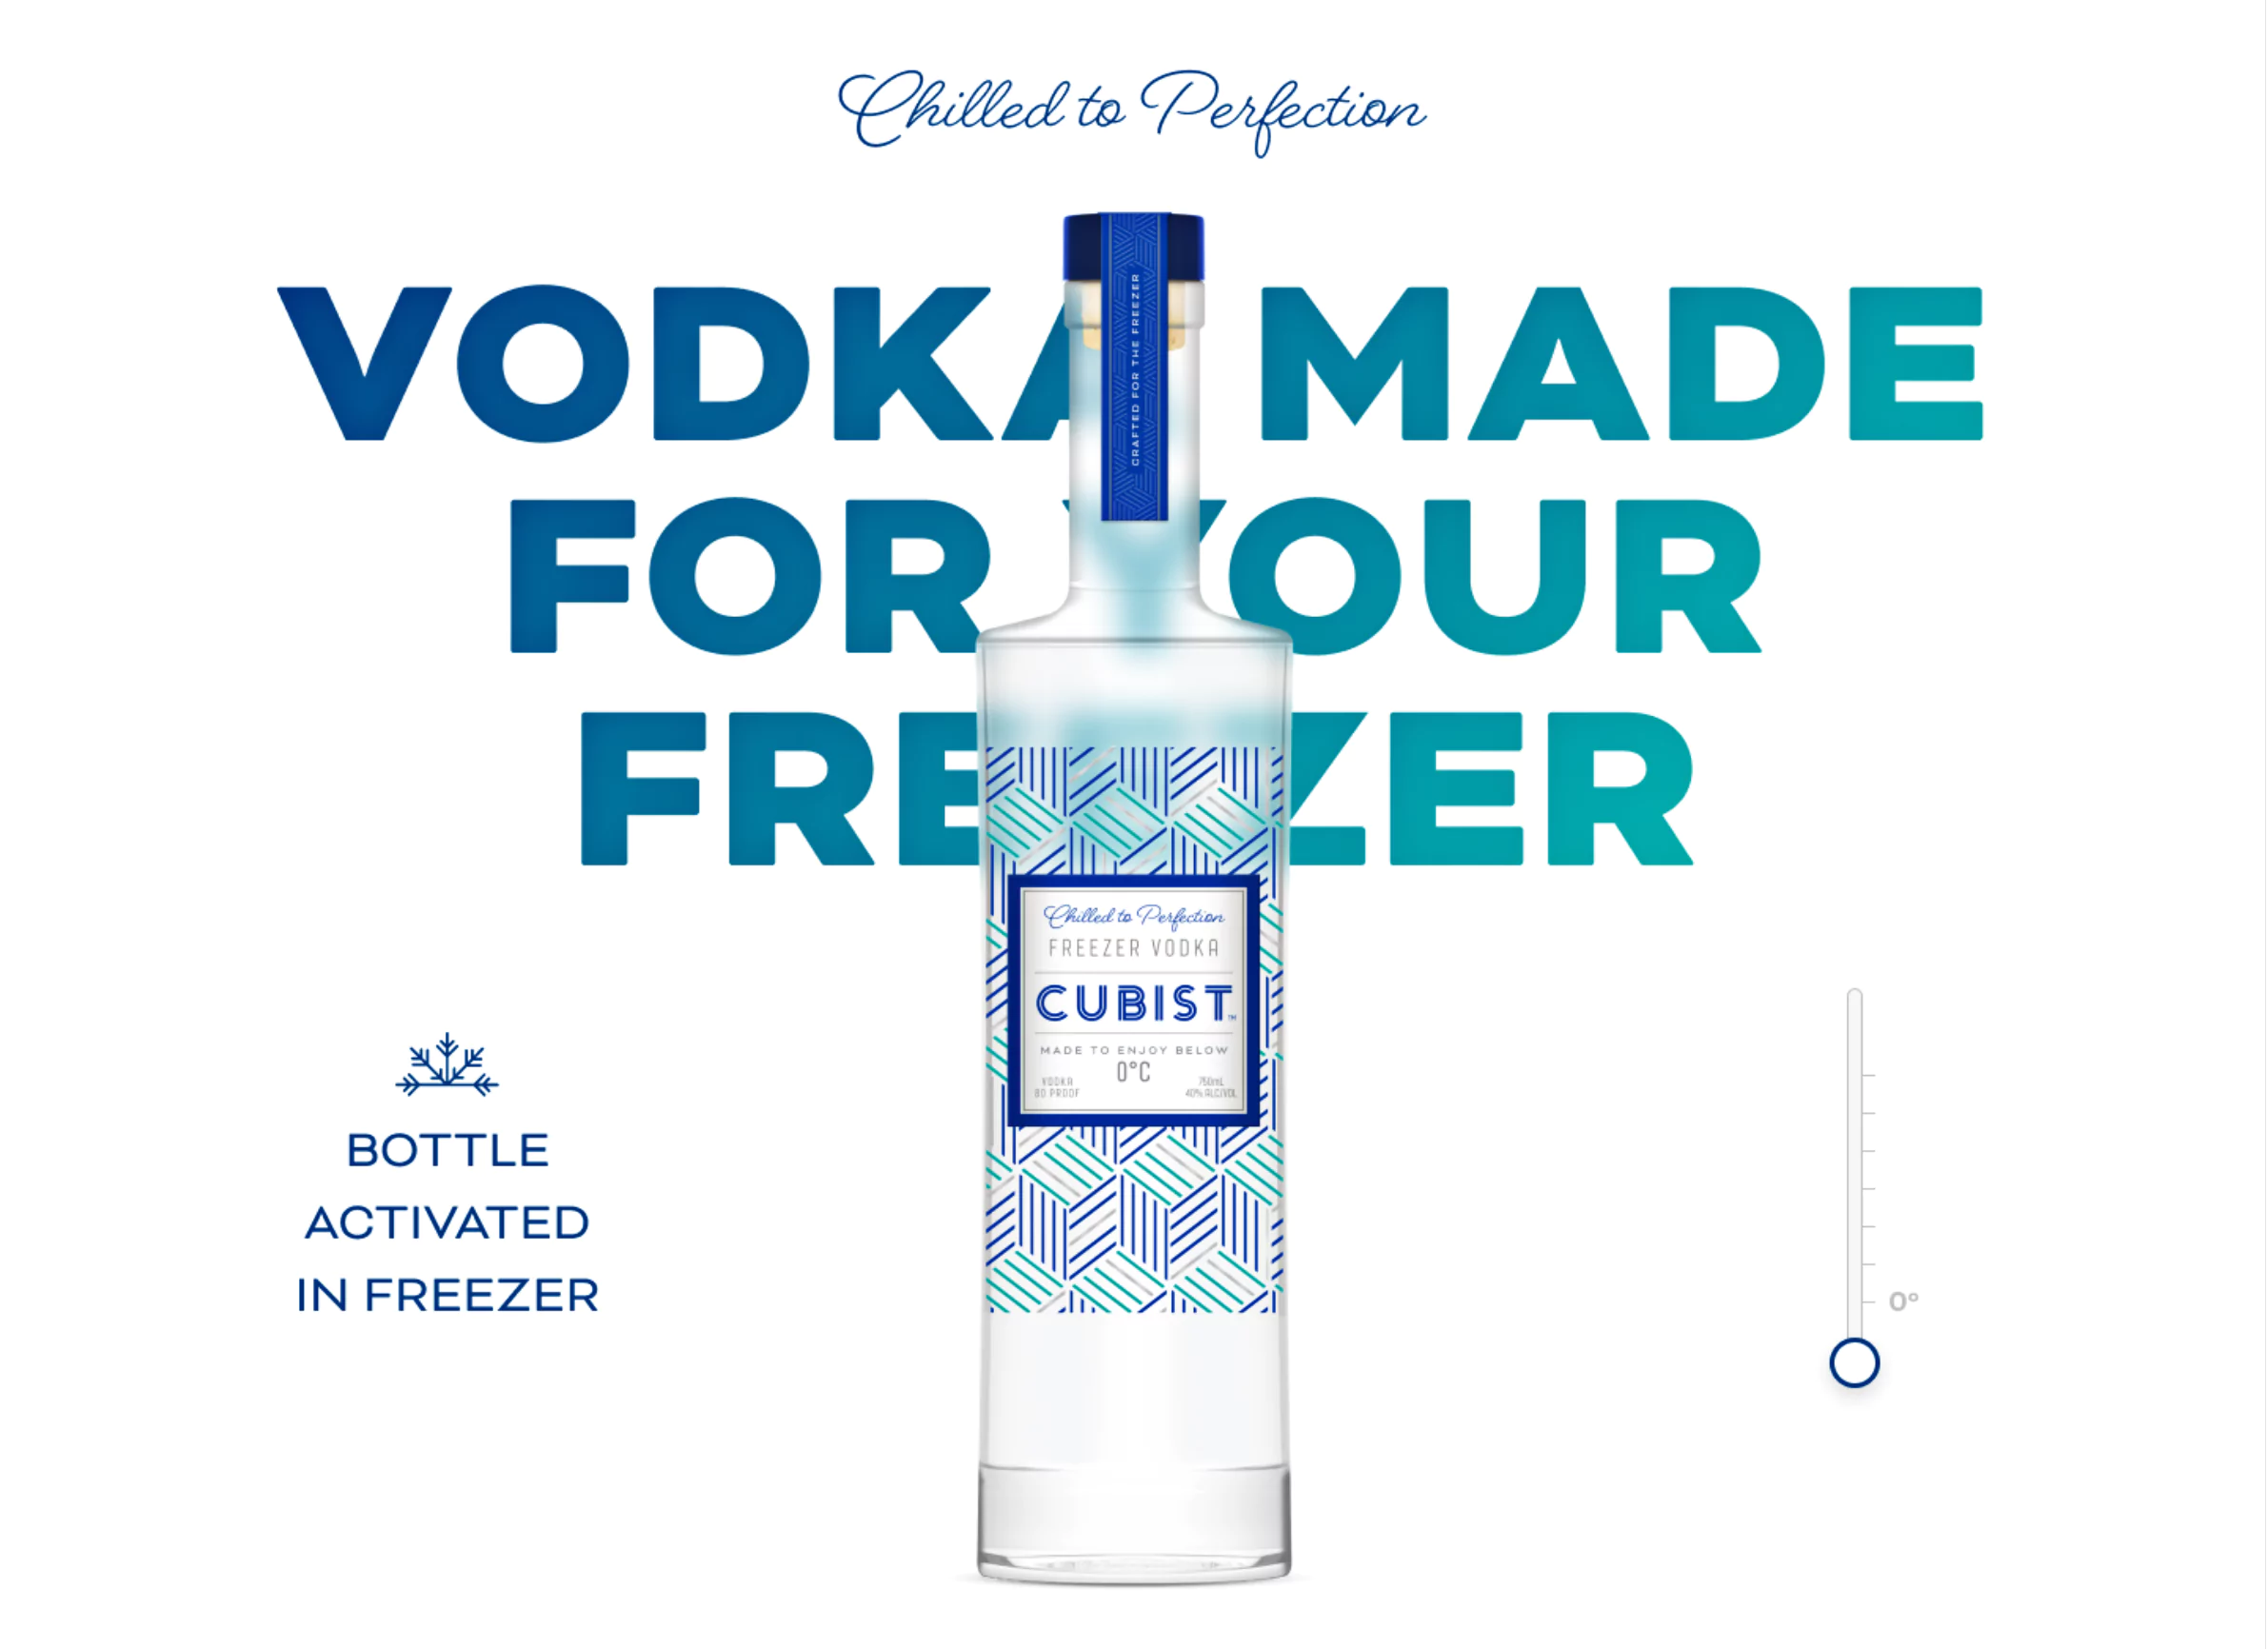 Chilled to Perfection
VODKA MADE
FOR YOUR
FREEZER
CRAFTED FOR THE FREEZER
Chilled to Perfection
FREEZER VODKA
CUBIST™
MADE TO ENJOY BELOW
0°C
VODKA
80 PROOF
750mL
40% ALC/VOL
BOTTLE
ACTIVATED
IN FREEZER
0°